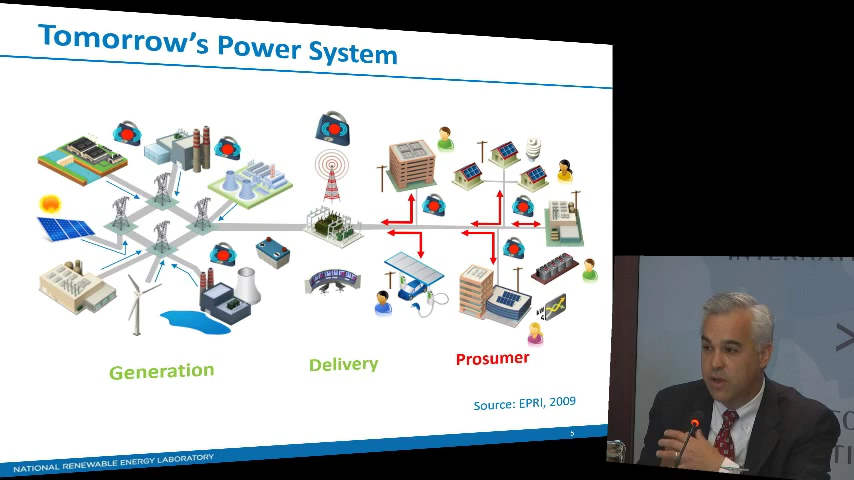 Tomorrow's Power System
Generation
Delivery
Prosumer
Source: EPRI, 2009
5
NATIONAL RENEWABLE ENERGY LABORATORY